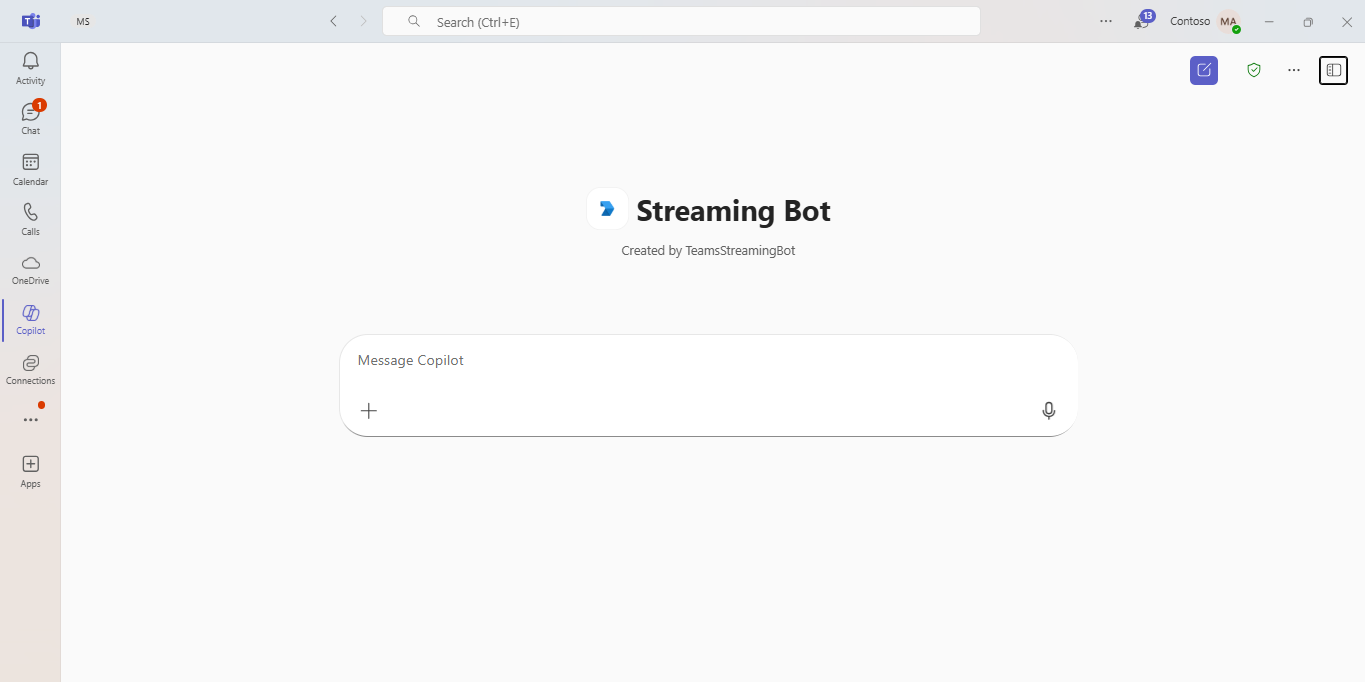 MS
Search (Ctrl+E)
13
Contoso
MA
Activity
1
Chat
Calendar
Calls
OneDrive
Copilot
Connections
Apps
Streaming Bot
Created by TeamsStreamingBot
Message Copilot